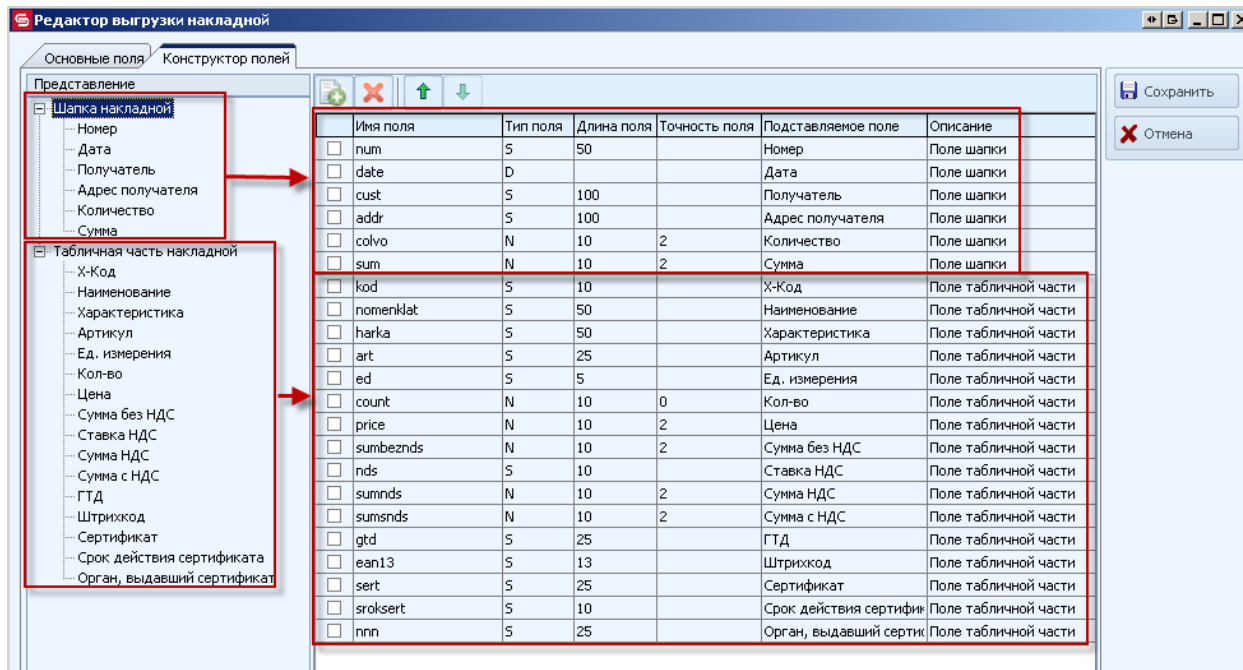 Редактор выгрузки накладной
Основные поля Конструктор полей
Представление
Шапка накладной
Номер
Дата
Получатель
Адрес получателя
Количество
Сумма
Табличная часть накладной
Х-Код
Наименование
Характеристика
Артикул
Ед. измерения
Кол-во
Цена
Сумма без НДС
Ставка НДС
Сумма НДС
Сумма с НДС
ГТД
Штрихкод
Сертификат
Срок действия сертификата
Орган, выдавший сертификат
Имя поля Тип поля Длина поля Точность поля Подставляемое поле Описание
num S 50 Номер Поле шапки
date D Дата Поле шапки
cust S 100 Получатель Поле шапки
addr S 100 Адрес получателя Поле шапки
colvo N 10 2 Количество Поле шапки
sum N 10 2 Сумма Поле шапки
kod S 10 Х-Код Поле табличной части
nomenklat S 50 Наименование Поле табличной части
harka S 50 Характеристика Поле табличной части
art S 25 Артикул Поле табличной части
ed S 5 Ед. измерения Поле табличной части
count N 10 0 Кол-во Поле табличной части
price N 10 2 Цена Поле табличной части
sumbeznds N 10 2 Сумма без НДС Поле табличной части
nds S 10 Ставка НДС Поле табличной части
sumnds N 10 2 Сумма НДС Поле табличной части
sumsnds N 10 2 Сумма с НДС Поле табличной части
gtd S 25 ГТД Поле табличной части
ean13 S 13 Штрихкод Поле табличной части
sert S 25 Сертификат Поле табличной части
sroksert S 10 Срок действия сертифик Поле табличной части
nnn S 25 Орган, выдавший сертис Поле табличной части
Сохранить
Отмена